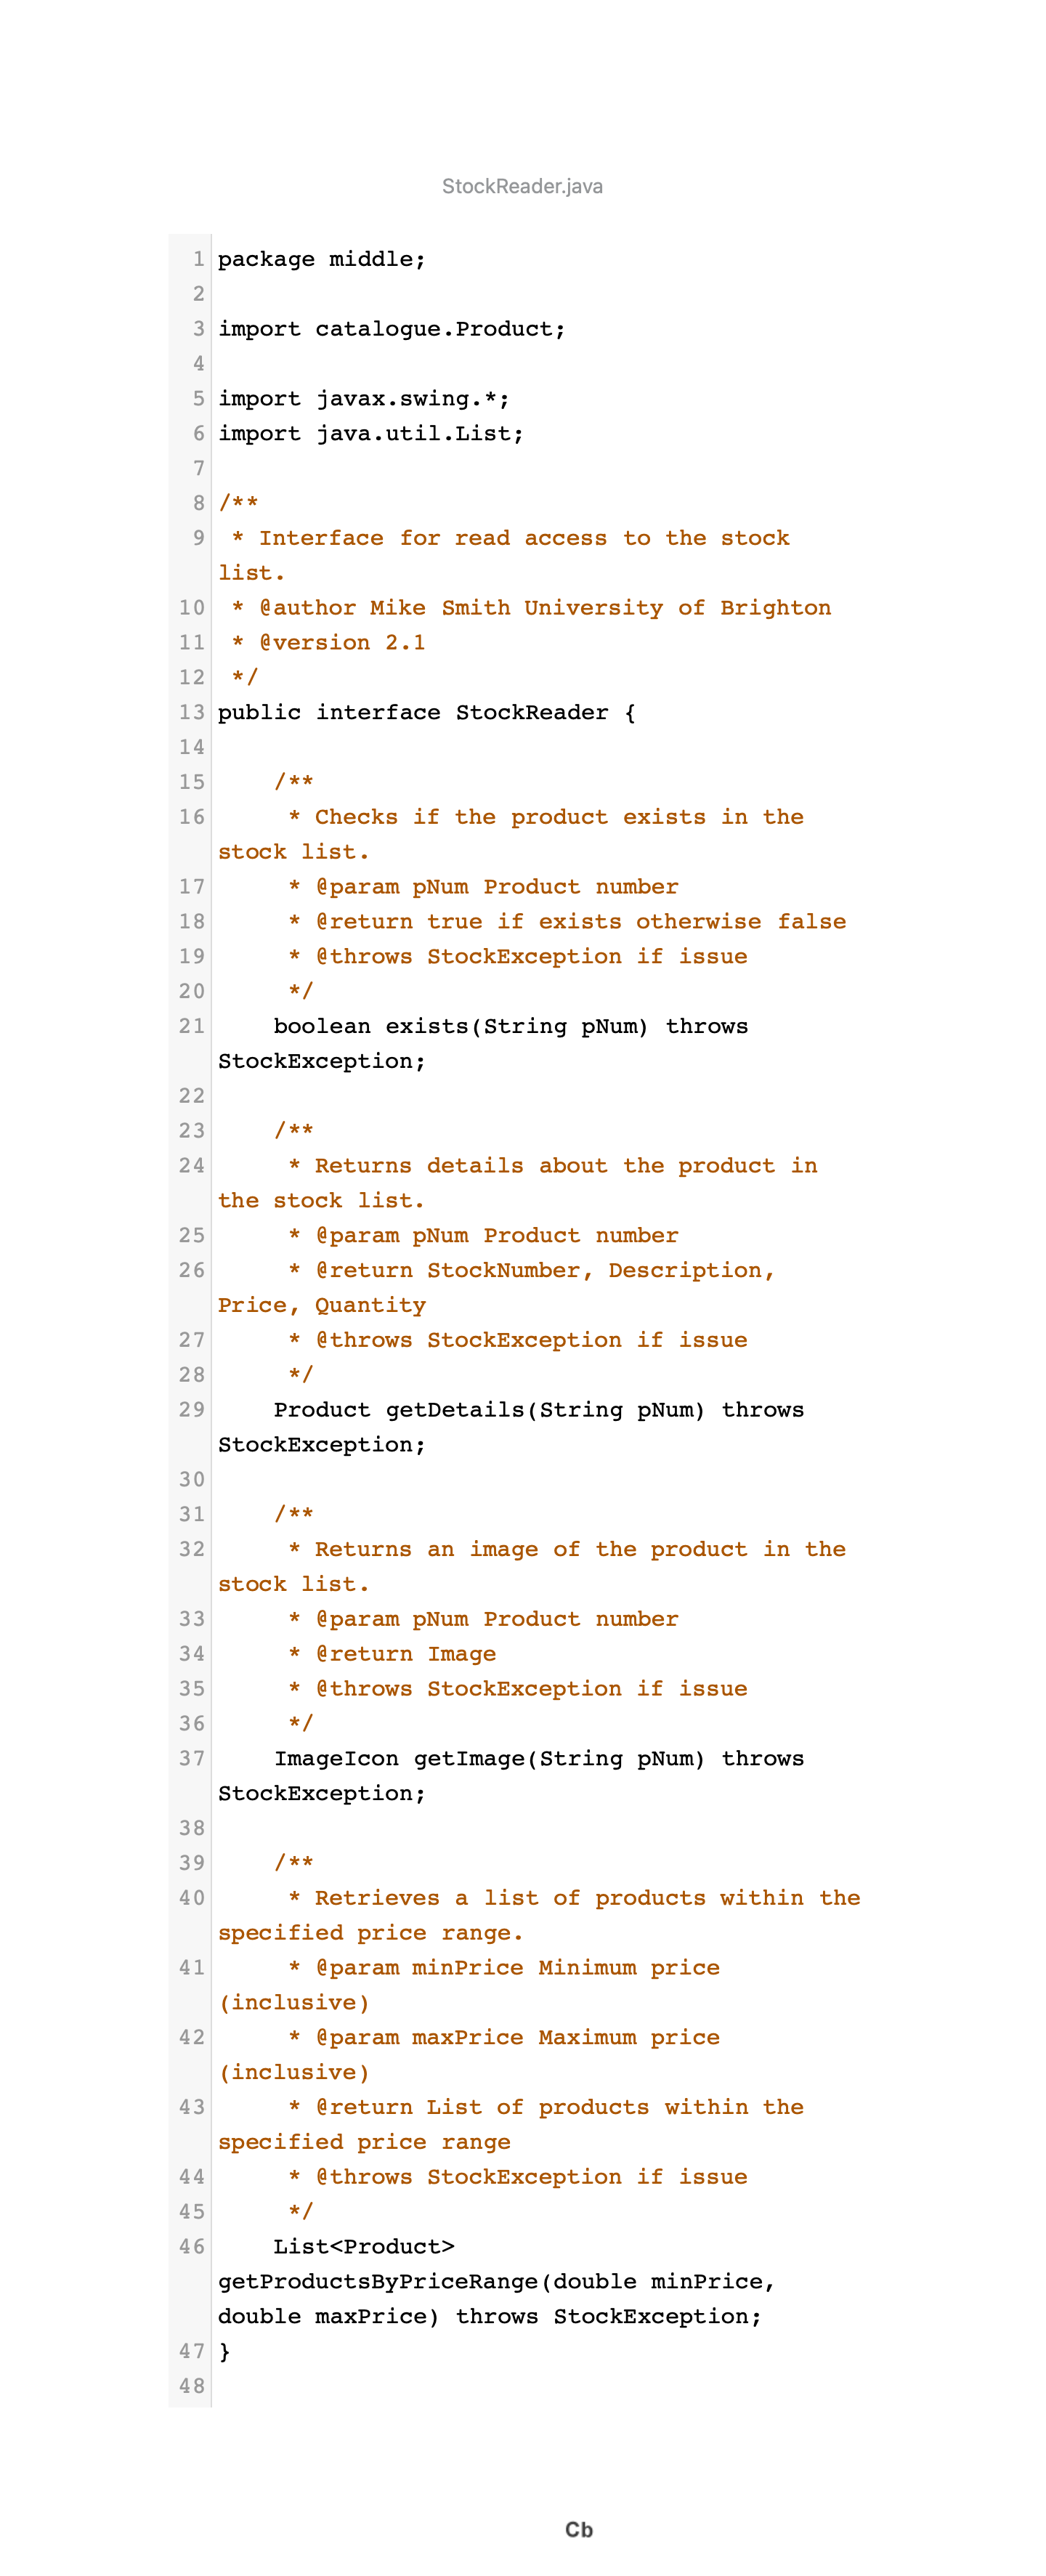 StockReader.java
1 package middle;
2
3 import catalogue.Product;
4
5 import javax.swing.*;
6 import java.util.List;
7
8 /**
9  * Interface for read access to the stock
list.
10  * @author Mike Smith University of Brighton
11  * @version 2.1
12  */
13 public interface StockReader {
14
15     /**
16      * Checks if the product exists in the
stock list.
17      * @param pNum Product number
18      * @return true if exists otherwise false
19      * @throws StockException if issue
20      */
21     boolean exists(String pNum) throws
StockException;
22
23     /**
24      * Returns details about the product in
the stock list.
25      * @param pNum Product number
26      * @return StockNumber, Description,
Price, Quantity
27      * @throws StockException if issue
28      */
29     Product getDetails(String pNum) throws
StockException;
30
31     /**
32      * Returns an image of the product in the
stock list.
33      * @param pNum Product number
34      * @return Image
35      * @throws StockException if issue
36      */
37     ImageIcon getImage(String pNum) throws
StockException;
38
39     /**
40      * Retrieves a list of products within the
specified price range.
41      * @param minPrice Minimum price
(inclusive)
42      * @param maxPrice Maximum price
(inclusive)
43      * @return List of products within the
specified price range
44      * @throws StockException if issue
45      */
46     List<Product>
getProductsByPriceRange(double minPrice,
double maxPrice) throws StockException;
47 }
48
Cb